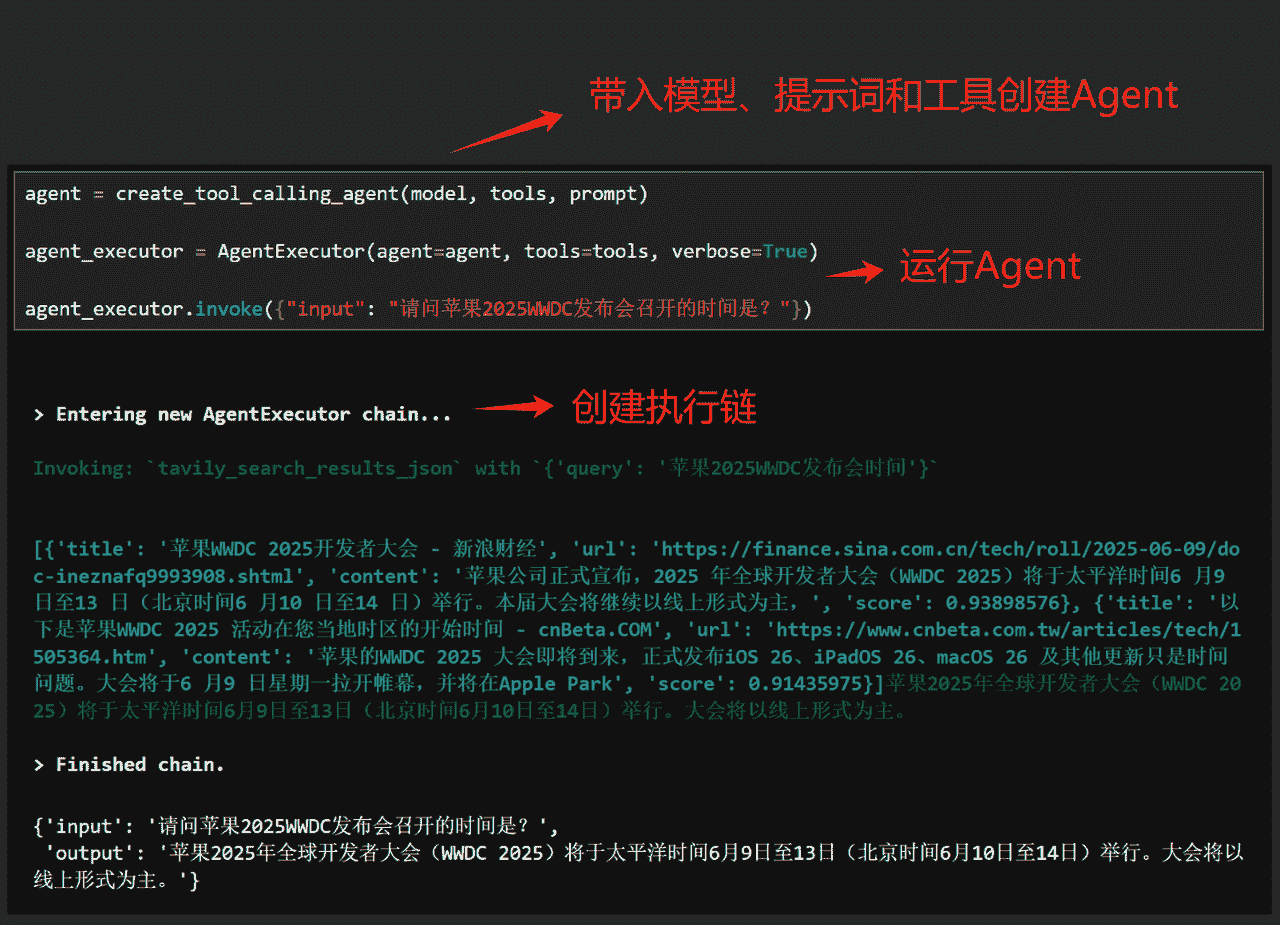 带入模型、提示词和工具创建Agent
agent = create_tool_calling_agent(model, tools, prompt)
agent_executor = AgentExecutor(agent=agent, tools=tools, verbose=True)
运行Agent
agent_executor.invoke({"input": "请问苹果2025WWDC发布会召开的时间是？"})
> Entering new AgentExecutor chain...
创建执行链
Invoking: `tavily_search_results_json` with `{'query': '苹果2025WWDC发布会时间'}`
[{'title': '苹果WWDC 2025开发者大会 - 新浪财经', 'url': 'https://finance.sina.com.cn/tech/roll/2025-06-09/do
c-ineznafq9993908.shtml', 'content': '苹果公司正式宣布，2025 年全球开发者大会（WWDC 2025）将于太平洋时间6 月9
日至13 日（北京时间6 月10 日至14 日）举行。本届大会将继续以线上形式为主，', 'score': 0.93898576}, {'title': '以
下是苹果WWDC 2025 活动在您当地时区的开始时间 - cnBeta.COM', 'url': 'https://www.cnbeta.com.tw/articles/tech/1
505364.htm', 'content': '苹果的WWDC 2025 大会即将到来，正式发布iOS 26、iPadOS 26、macOS 26 及其他更新只是时间
问题。大会将于6 月9 日星期一拉开帷幕，并将在Apple Park', 'score': 0.91435975}]苹果2025年全球开发者大会（WWDC 20
25）将于太平洋时间6月9日至13日（北京时间6月10日至14日）举行。大会将以线上形式为主。
> Finished chain.
{'input': '请问苹果2025WWDC发布会召开的时间是？',
'output': '苹果2025年全球开发者大会（WWDC 2025）将于太平洋时间6月9日至13日（北京时间6月10日至14日）举行。大会将以
线上形式为主。'}